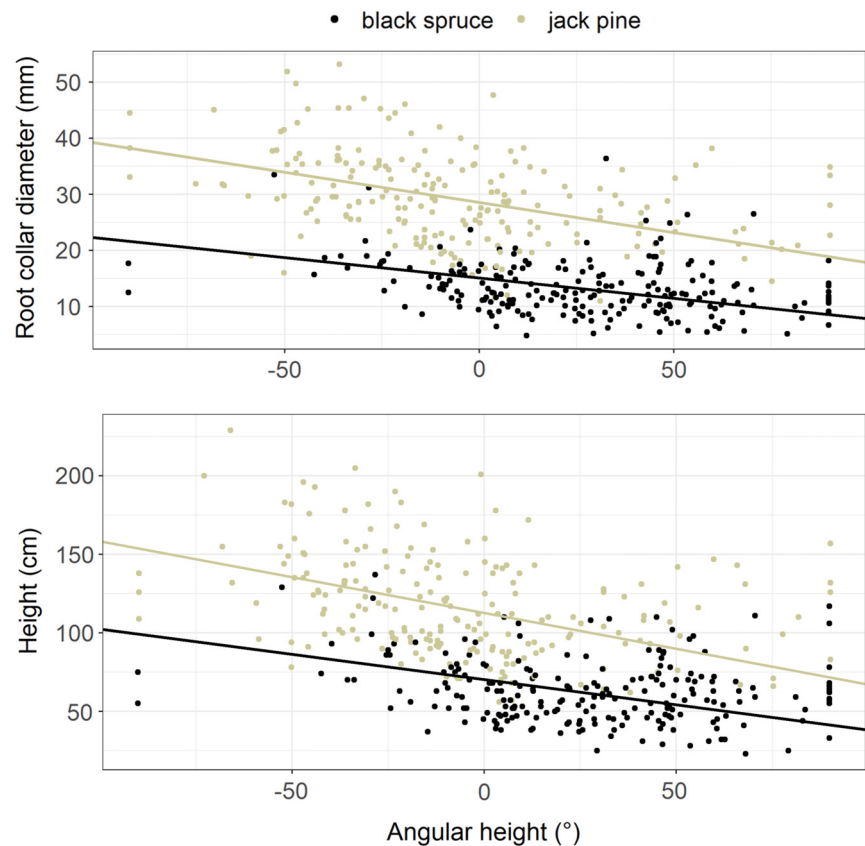 black spruce jack pine
Root collar diameter (mm)
50
40
30
20
10
-50 0 50
Height (cm)
200
150
100
50
-50 0 50
Angular height (°)